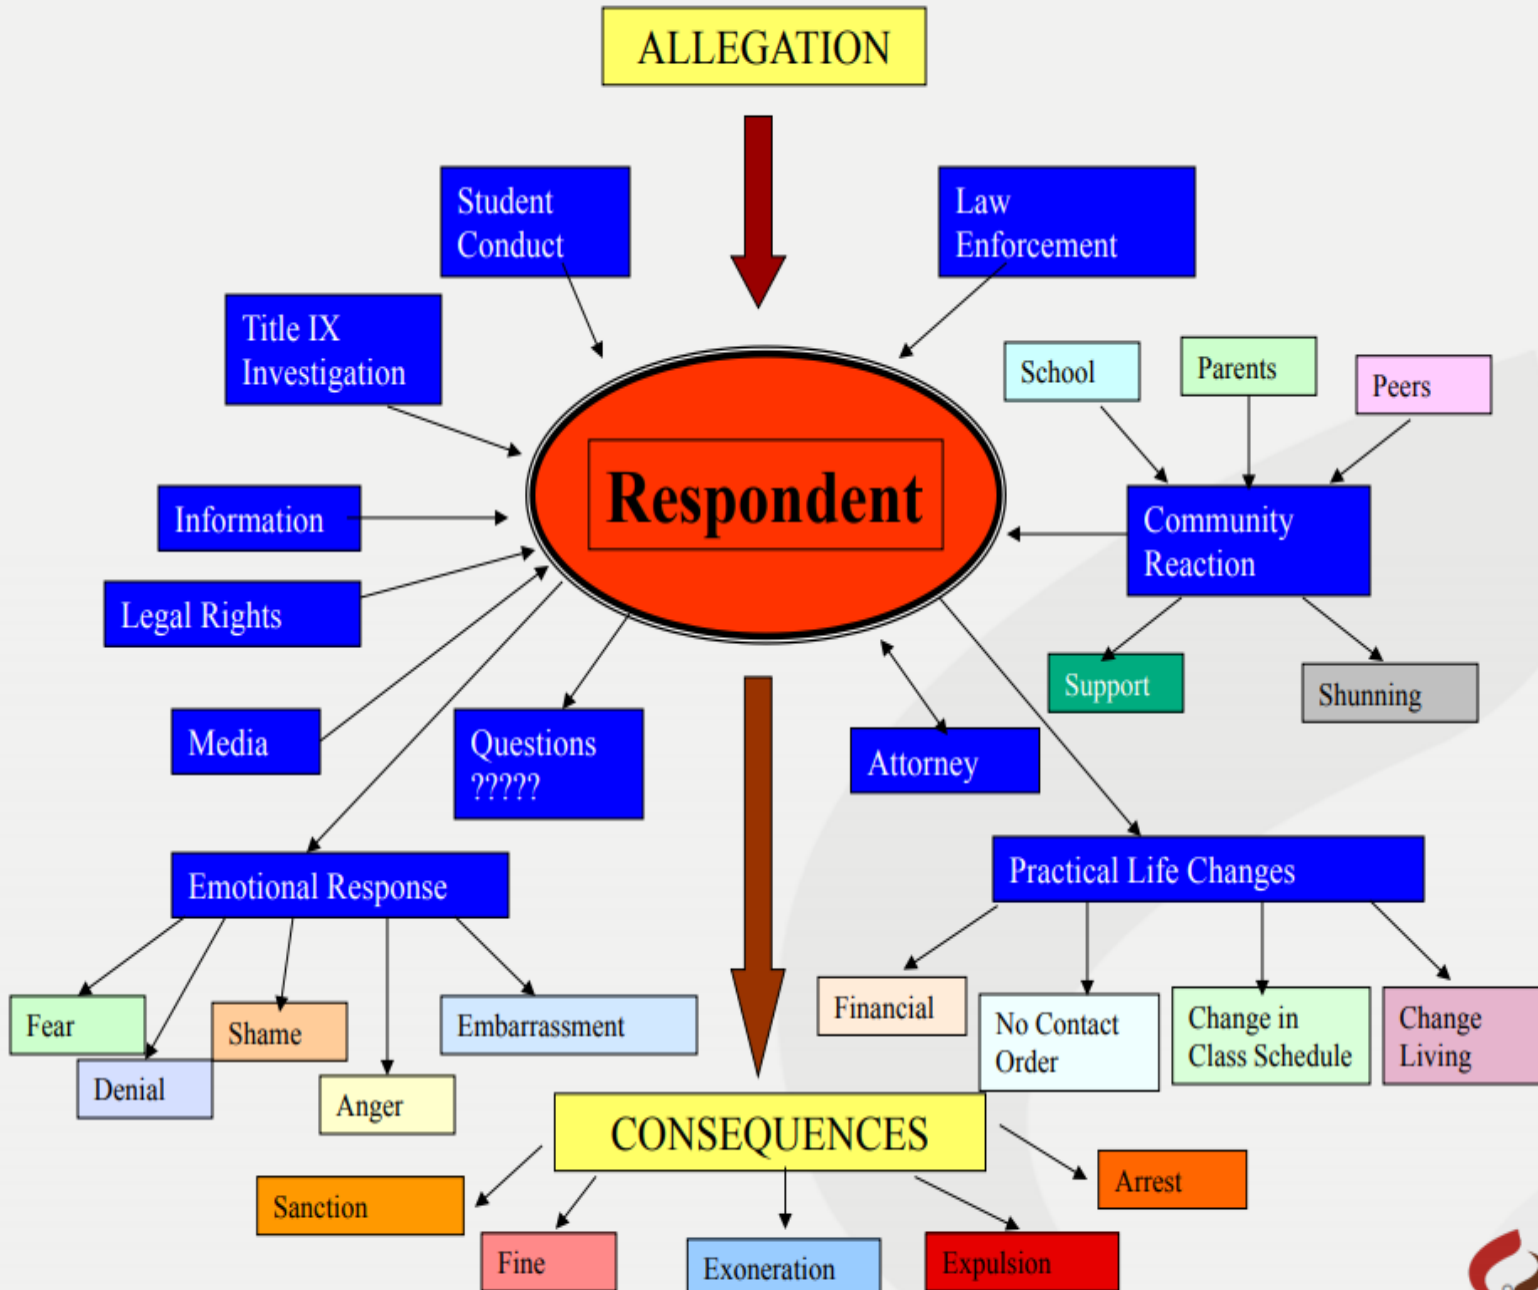 ALLEGATION
Student
Conduct
Law
Enforcement
Title IX
Investigation
School
Parents
Peers
Respondent
Information
Community
Reaction
Legal Rights
Support
Shunning
Media
Questions
?????
Attorney
Emotional Response
Practical Life Changes
Fear
Shame
Embarrassment
Denial
Anger
Financial
No Contact
Order
Change in
Class Schedule
Change
Living
CONSEQUENCES
Sanction
Arrest
Fine
Exoneration
Expulsion